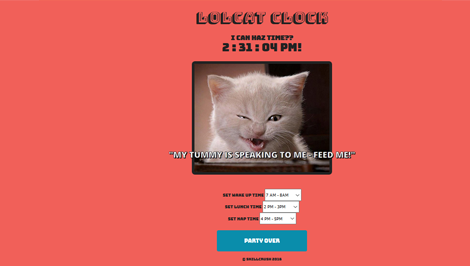 LOLCAT CLOCK
I CAN HAZ TIME??
2 : 31 : 04 PM!
"MY TUMMY IS SPEAKING TO ME- FEED ME!"
SET WAKE UP TIME 7 AM - 8AM
SET LUNCH TIME 2 PM - 3PM
SET NAP TIME 4 PM - 5PM
PARTY OVER